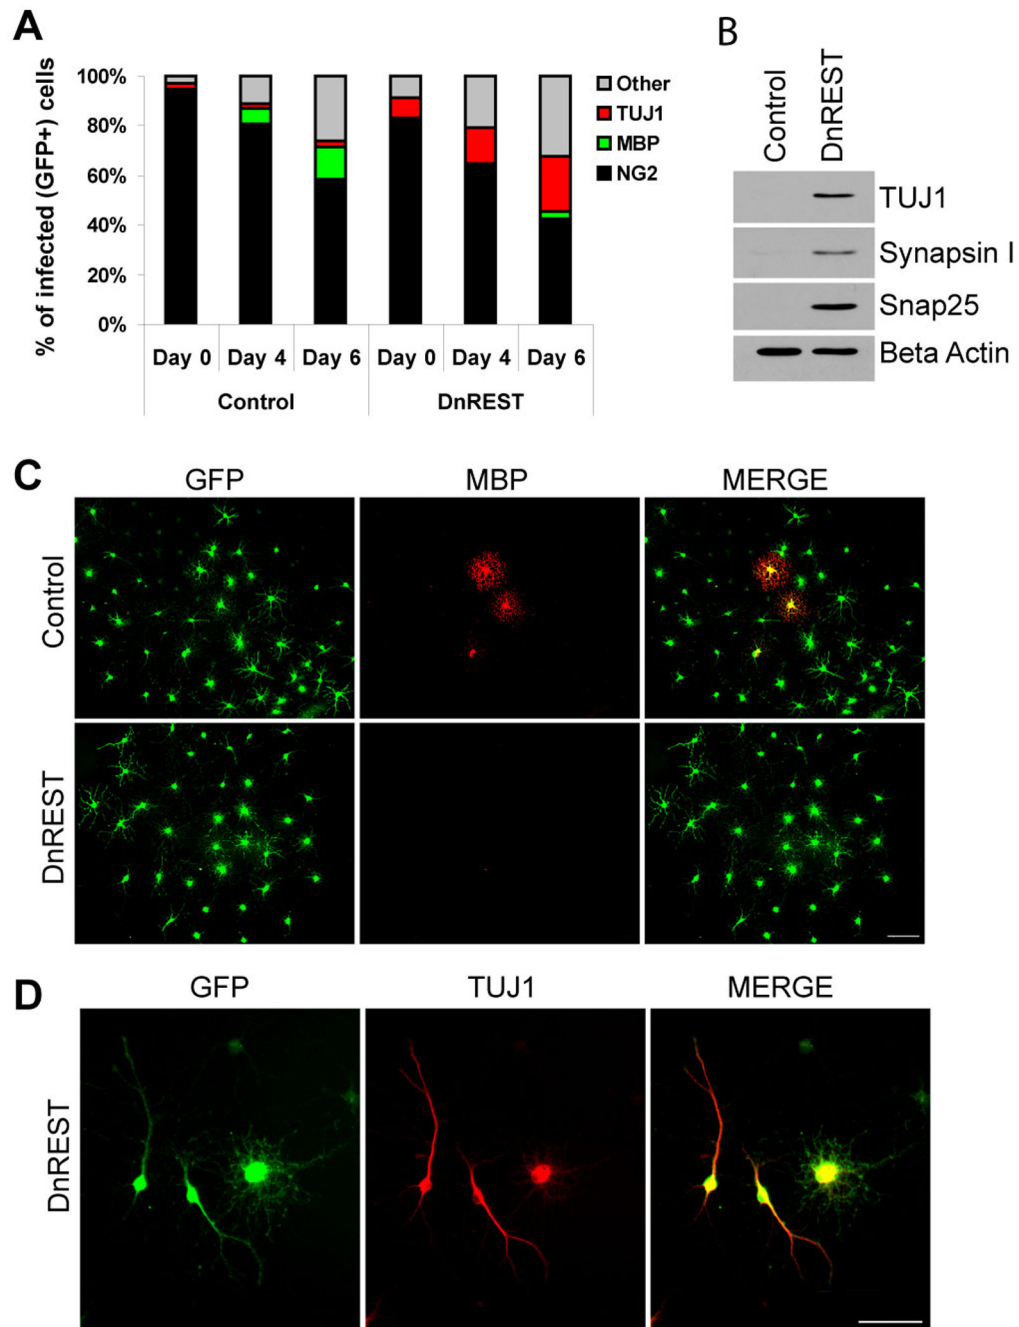 A
% of infected (GFP+) cells
100%
80%
60%
40%
20%
0%
Day 0 Day 4 Day 6 Day 0 Day 4 Day 6
Control DnREST
Other
TUJ1
MBP
NG2
B
Control DnREST
TUJ1
Synapsin I
Snap25
Beta Actin
C
GFP MBP MERGE
Control
DnREST
D
GFP TUJ1 MERGE
DnREST